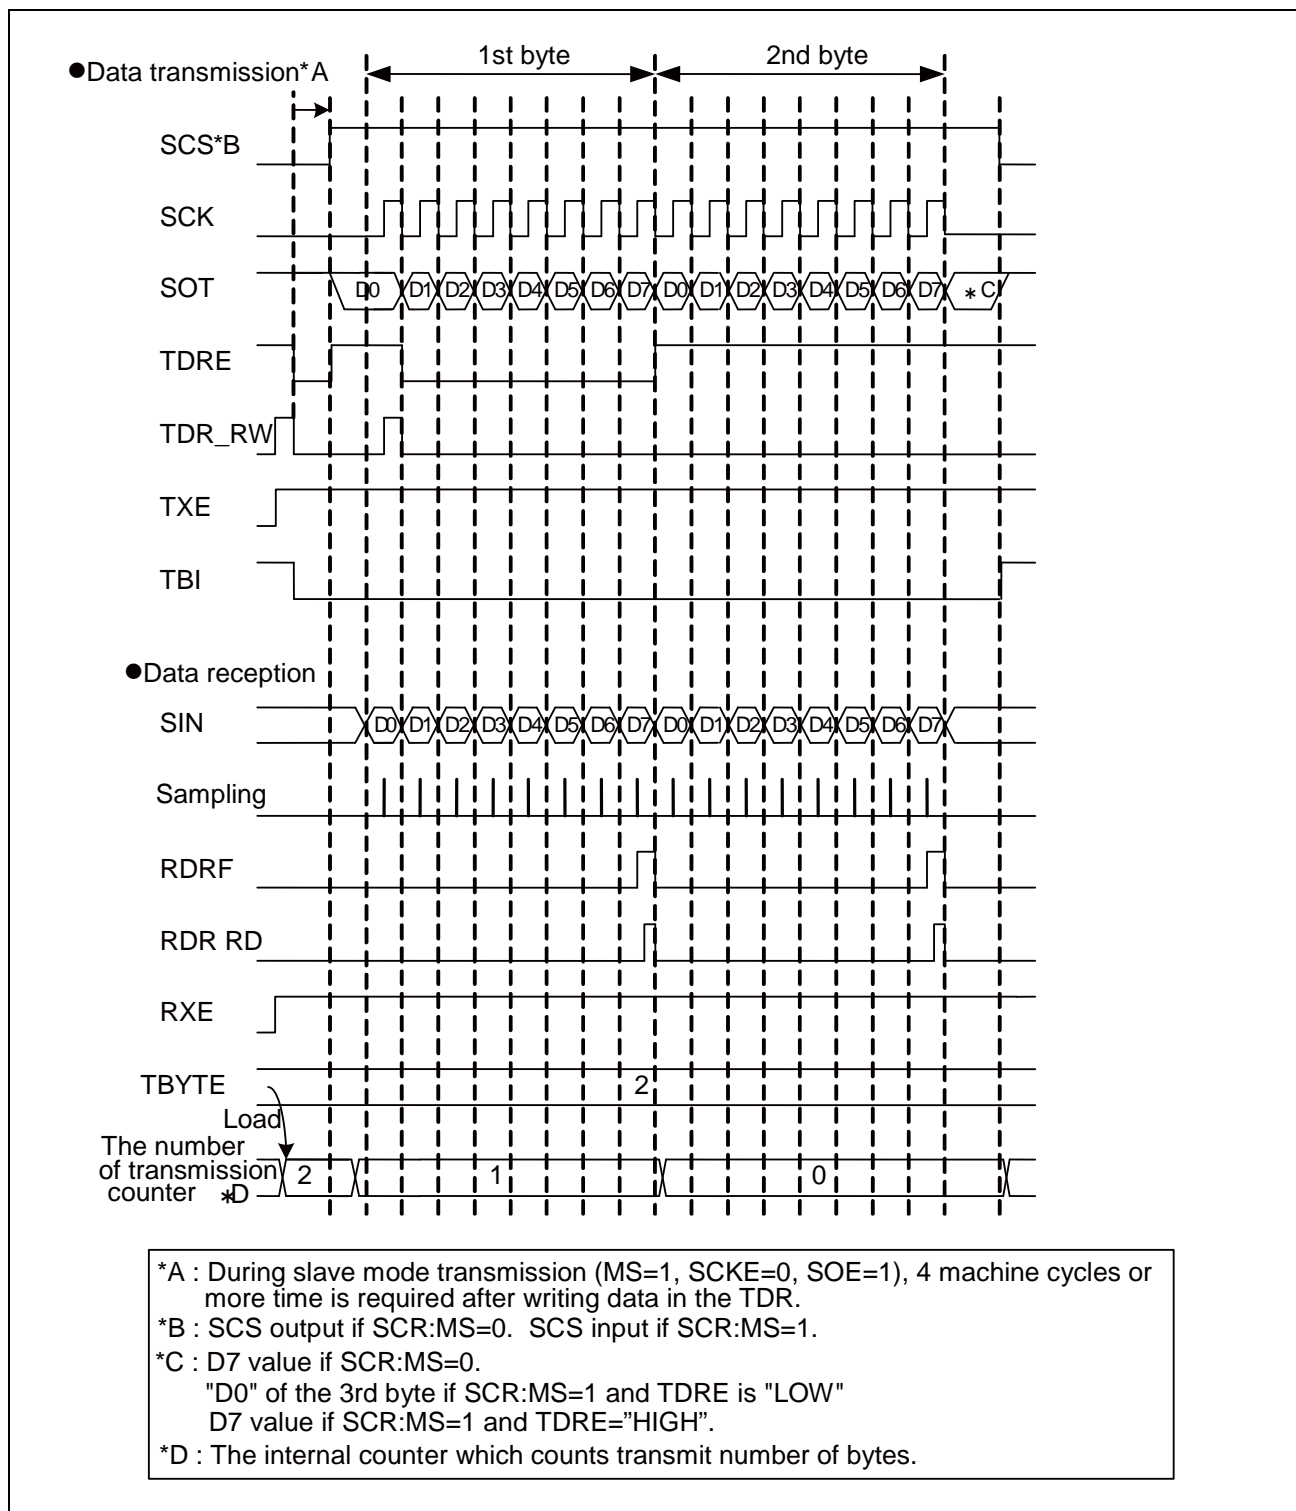 1st byte 2nd byte
●Data transmission*A
SCS*B
SCK
SOT D0 D1 D2 D3 D4 D5 D6 D7 D0 D1 D2 D3 D4 D5 D6 D7 *C
TDRE
TDR_RW
TXE
TBI
●Data reception
SIN D0 D1 D2 D3 D4 D5 D6 D7 D0 D1 D2 D3 D4 D5 D6 D7
Sampling
RDRF
RDR RD
RXE
TBYTE 2
Load
The number
of transmission 2 1 0
counter *D
*A : During slave mode transmission (MS=1, SCKE=0, SOE=1), 4 machine cycles or
more time is required after writing data in the TDR.
*B : SCS output if SCR:MS=0. SCS input if SCR:MS=1.
*C : D7 value if SCR:MS=0.
"D0" of the 3rd byte if SCR:MS=1 and TDRE is "LOW"
D7 value if SCR:MS=1 and TDRE=”HIGH”.
*D : The internal counter which counts transmit number of bytes.